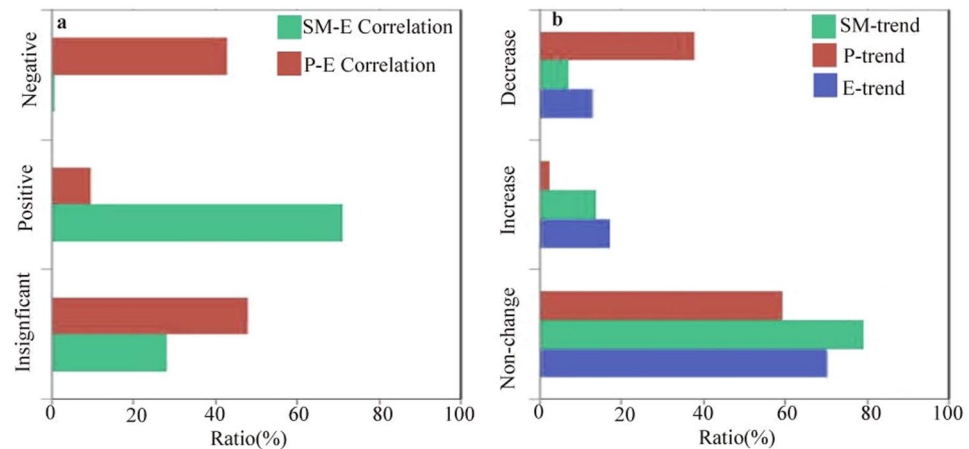 a
SM-E Correlation
P-E Correlation
Negative
Positive
Insignficant
0 20 40 60 80 100
Ratio(%)
b
SM-trend
P-trend
E-trend
Decrease
Increase
Non-change
0 20 40 60 80 100
Ratio(%)